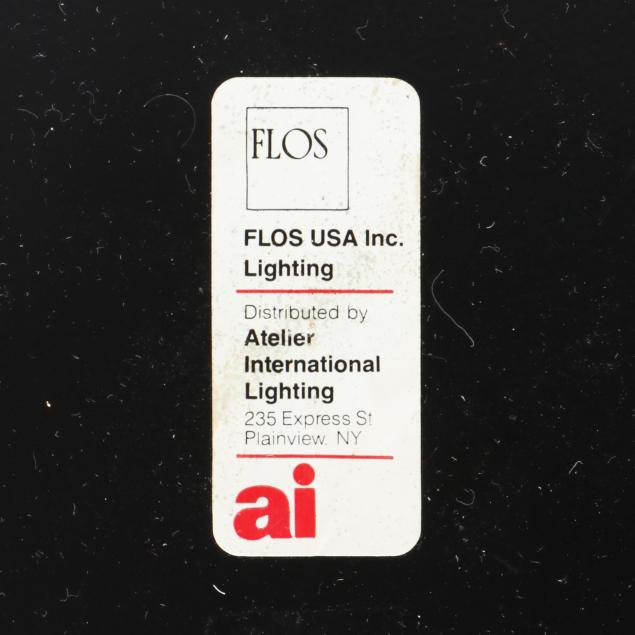 FLOS
FLOS USA Inc.
Lighting
Distributed by
Atelier
International
Lighting
235 Express St
Plainview, NY
ai